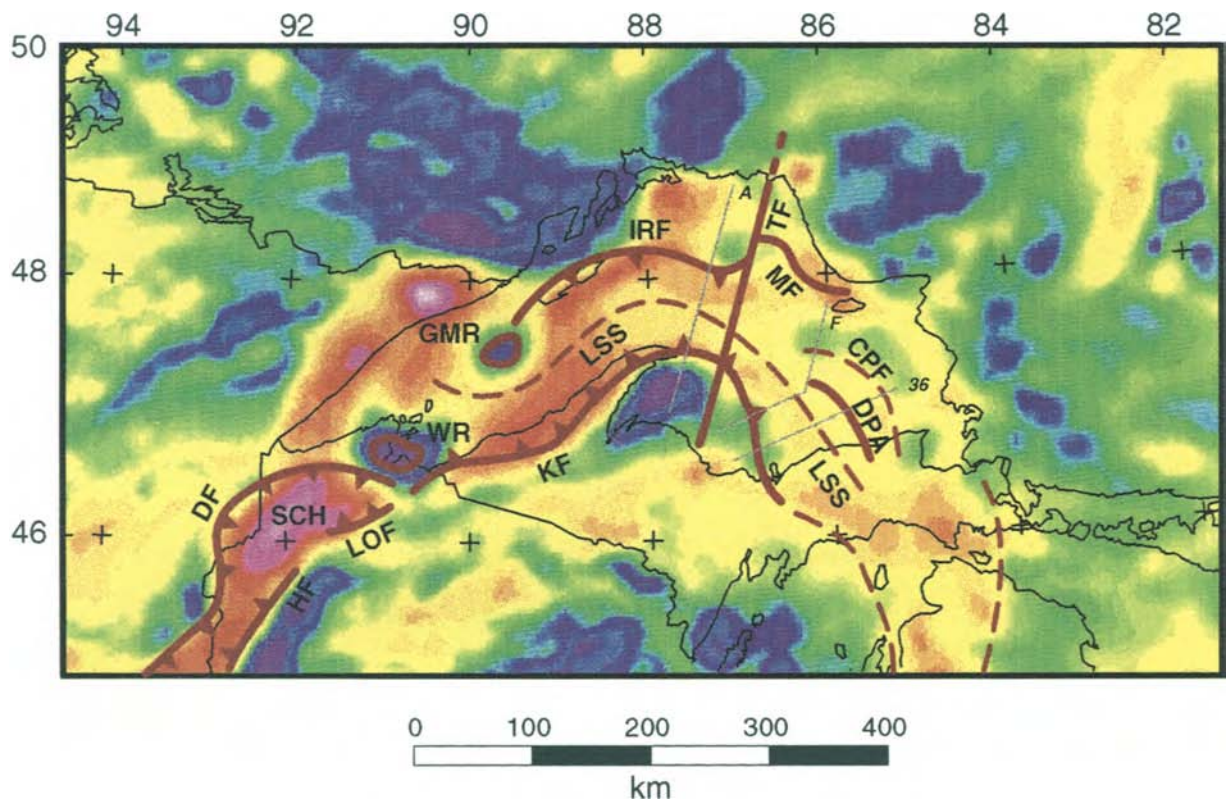 94 92 90 88 86 84 82
50
A
TF
IRF
48
MF
GMR
LSS
F
CPF
36
DPA
D
WR
KF
LSS
DF
SCH
46
LOF
HF
0 100 200 300 400
km